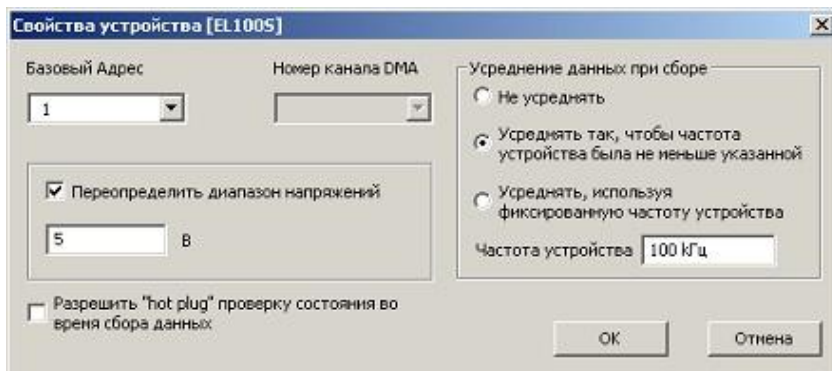 Свойства устройства [EL100S]
Базовый Адрес
Номер канала DMA
1
Переопределить диапазон напряжений
5 В
Разрешить "hot plug" проверку состояния во
время сбора данных
Усреднение данных при сборе
Не усреднять
Усреднять так, чтобы частота
устройства была не меньше указанной
Усреднять, используя
фиксированную частоту устройства
Частота устройства 100 kГц
OK
Отмена